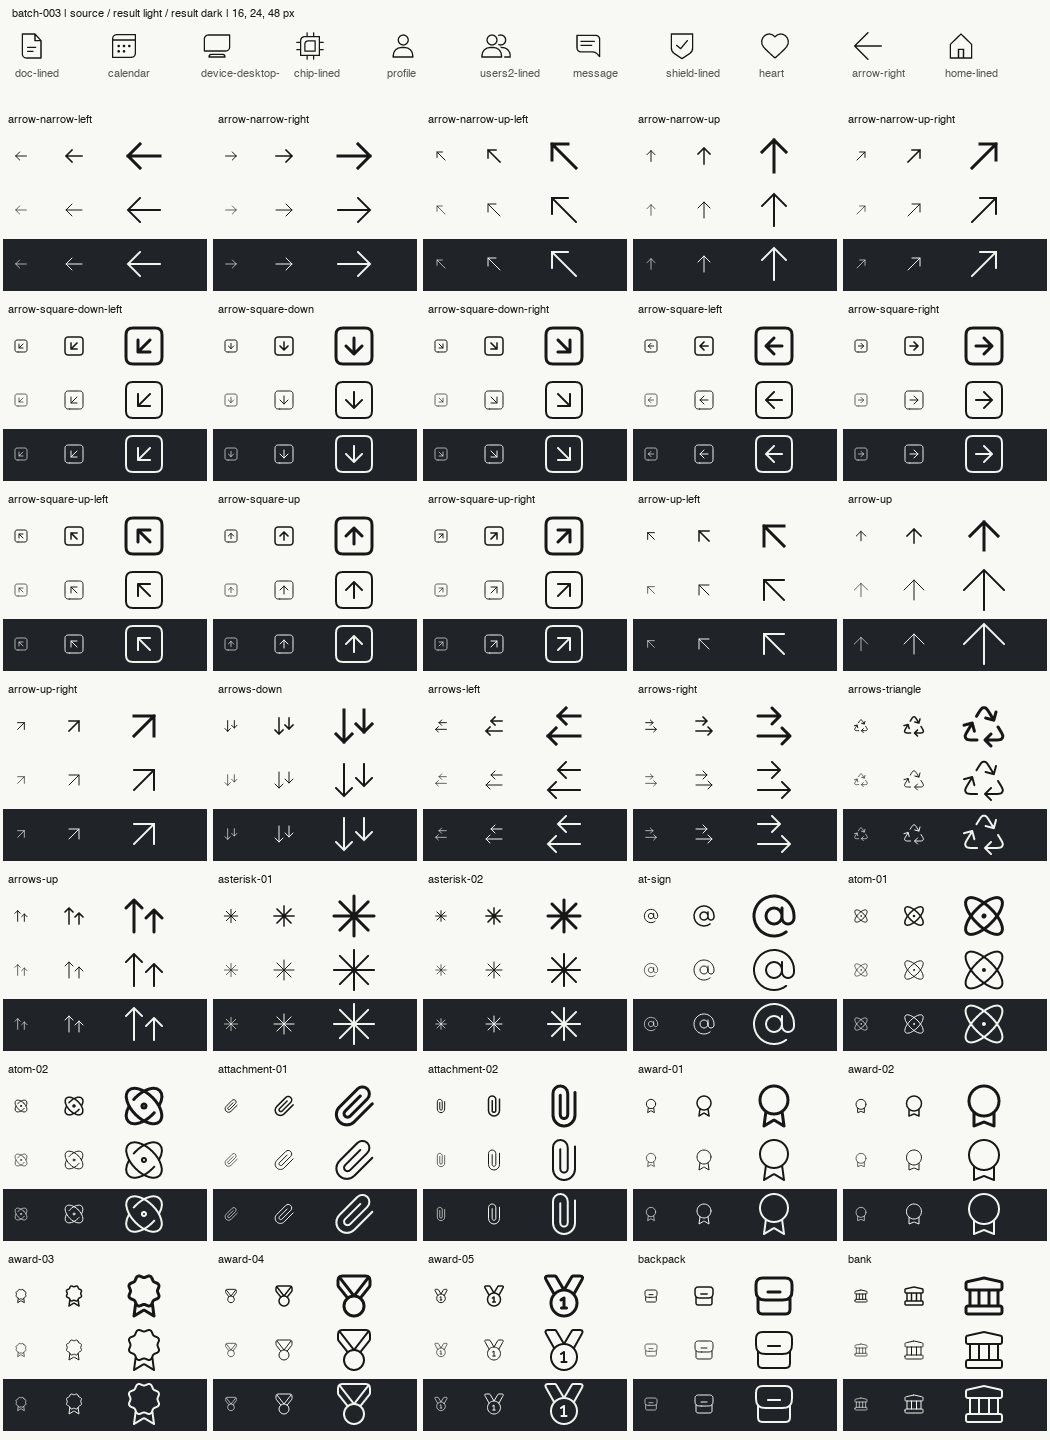 batch-003 | source / result light / result dark | 16, 24, 48 px
doc-lined calendar device-desktop- chip-lined profile users2-lined message shield-lined heart arrow-right home-lined
arrow-narrow-left arrow-narrow-right arrow-narrow-up-left arrow-narrow-up arrow-narrow-up-right
arrow-square-down-left arrow-square-down arrow-square-down-right arrow-square-left arrow-square-right
arrow-square-up-left arrow-square-up arrow-square-up-right arrow-up-left arrow-up
arrow-up-right arrows-down arrows-left arrows-right arrows-triangle
arrows-up asterisk-01 asterisk-02 at-sign atom-01
atom-02 attachment-01 attachment-02 award-01 award-02
award-03 award-04 award-05 backpack bank